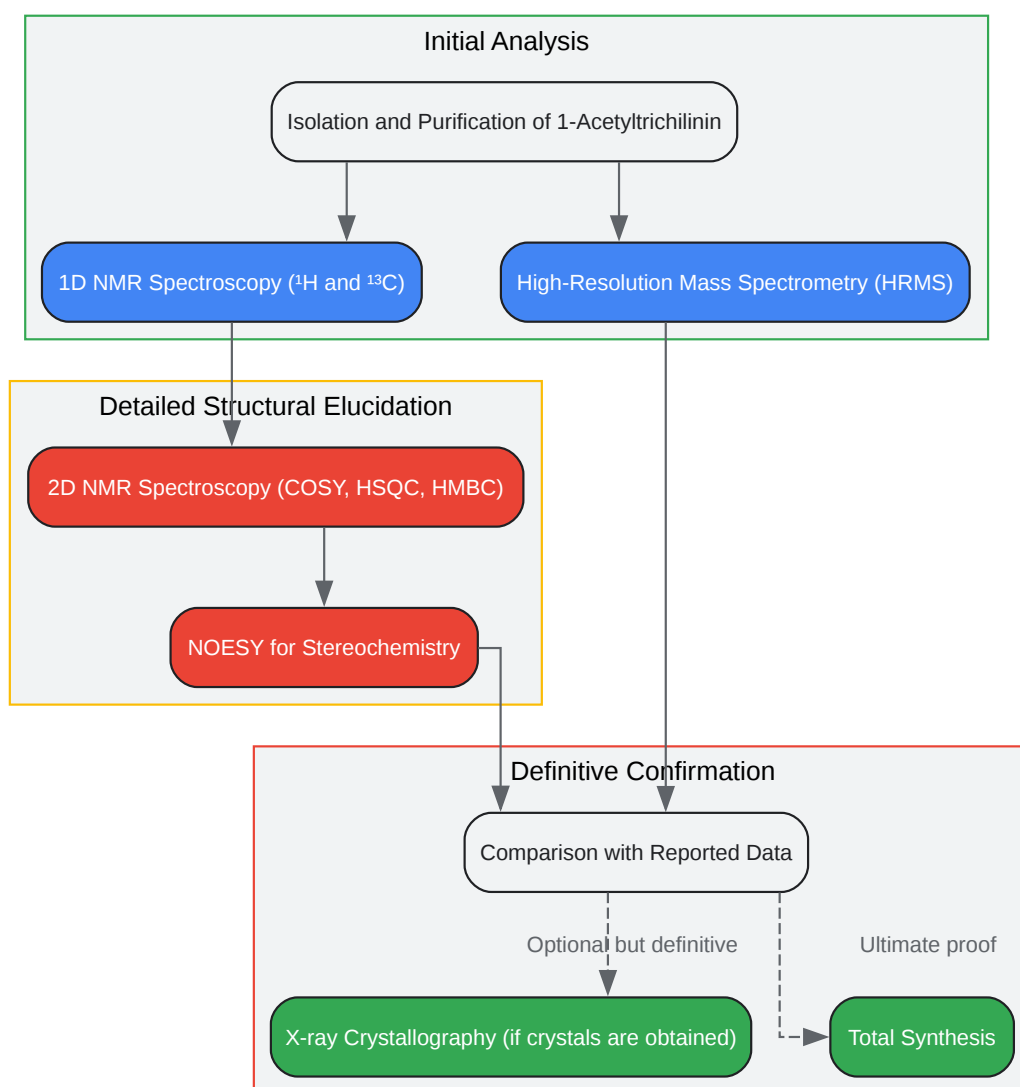 Initial Analysis
Isolation and Purification of 1-Acetyltrichilinin
1D NMR Spectroscopy (¹H and ¹³C)
High-Resolution Mass Spectrometry (HRMS)
Detailed Structural Elucidation
2D NMR Spectroscopy (COSY, HSQC, HMBC)
NOESY for Stereochemistry
Definitive Confirmation
Comparison with Reported Data
Optional but definitive
Ultimate proof
X-ray Crystallography (if crystals are obtained)
Total Synthesis